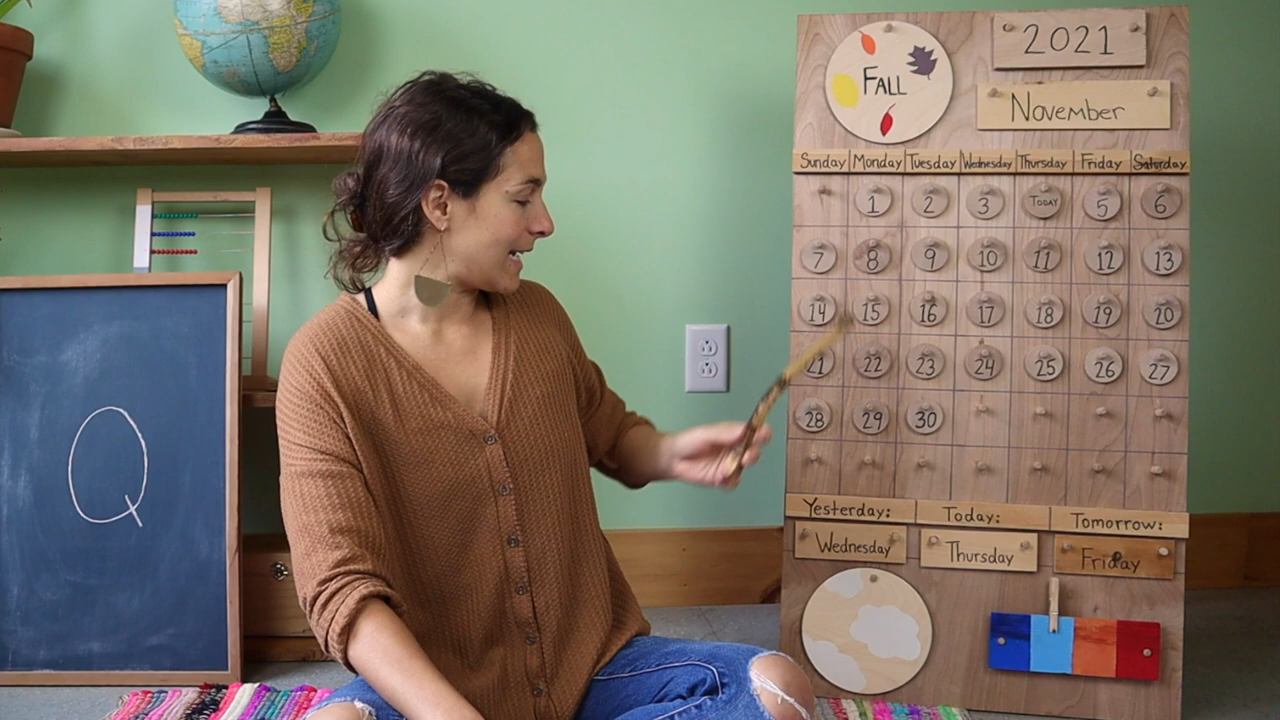 2021
FALL
November
Sunday Monday Tuesday Wednesday Thursday Friday Saturday
1 2 3 TODAY 5 6
7 8 9 10 11 12 13
14 15 16 17 18 19 20
21 22 23 24 25 26 27
28 29 30
Q
Yesterday: Today: Tomorrow:
Wednesday Thursday Friday